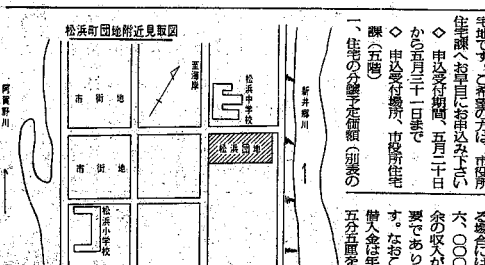 宅地です。ご希望の方は、市役所
住宅課へお早目にお申込み下さい
◇ 申込受付期間、五月二十日
から五月三十一日まで
◇ 申込受付場所、市役所住宅
課(五階)
一、住宅の分譲予定価額(別表の
る場合には
六、〇〇〇
余の収入が
要であり
す。なおこ
借入金は年
五分五厘を
松浜町団地附近見取図
新井郷川
至海岸
松浜中学校
市街地
松浜団地
阿賀野川
市街地
松浜小学校